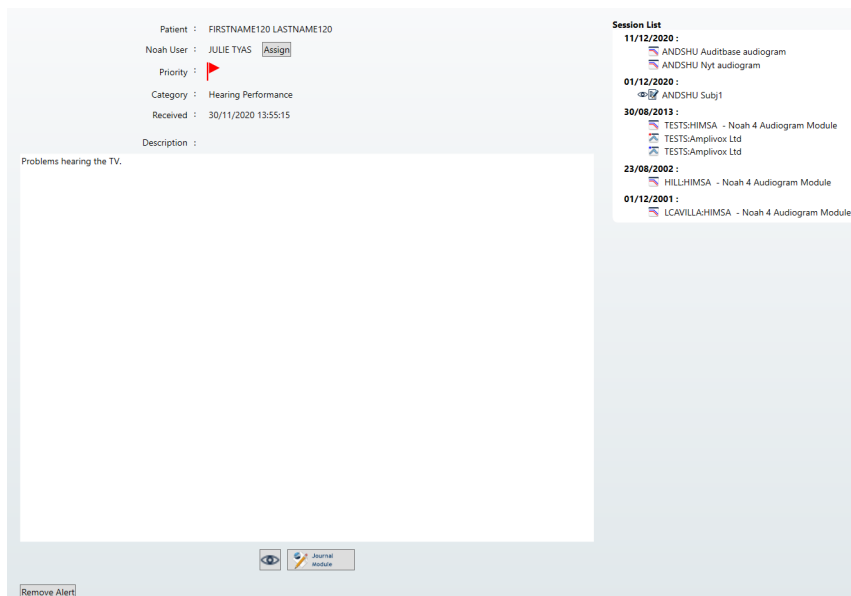 Patient : FIRSTNAME120 LASTNAME120
Noah User : JULIE TYAS Assign
Priority :
Category : Hearing Performance
Received : 30/11/2020 13:55:15
Description :
Problems hearing the TV.
Journal
Module
Remove Alert
Session List
11/12/2020 :
ANDSHU Auditbase audiogram
ANDSHU Nyt audiogram
01/12/2020 :
ANDSHU Subj1
30/08/2013 :
TESTS:HIMSA - Noah 4 Audiogram Module
TESTS:Amplivox Ltd
TESTS:Amplivox Ltd
23/08/2002 :
HILL:HIMSA - Noah 4 Audiogram Module
01/12/2001 :
LCAVILLA:HIMSA - Noah 4 Audiogram Module